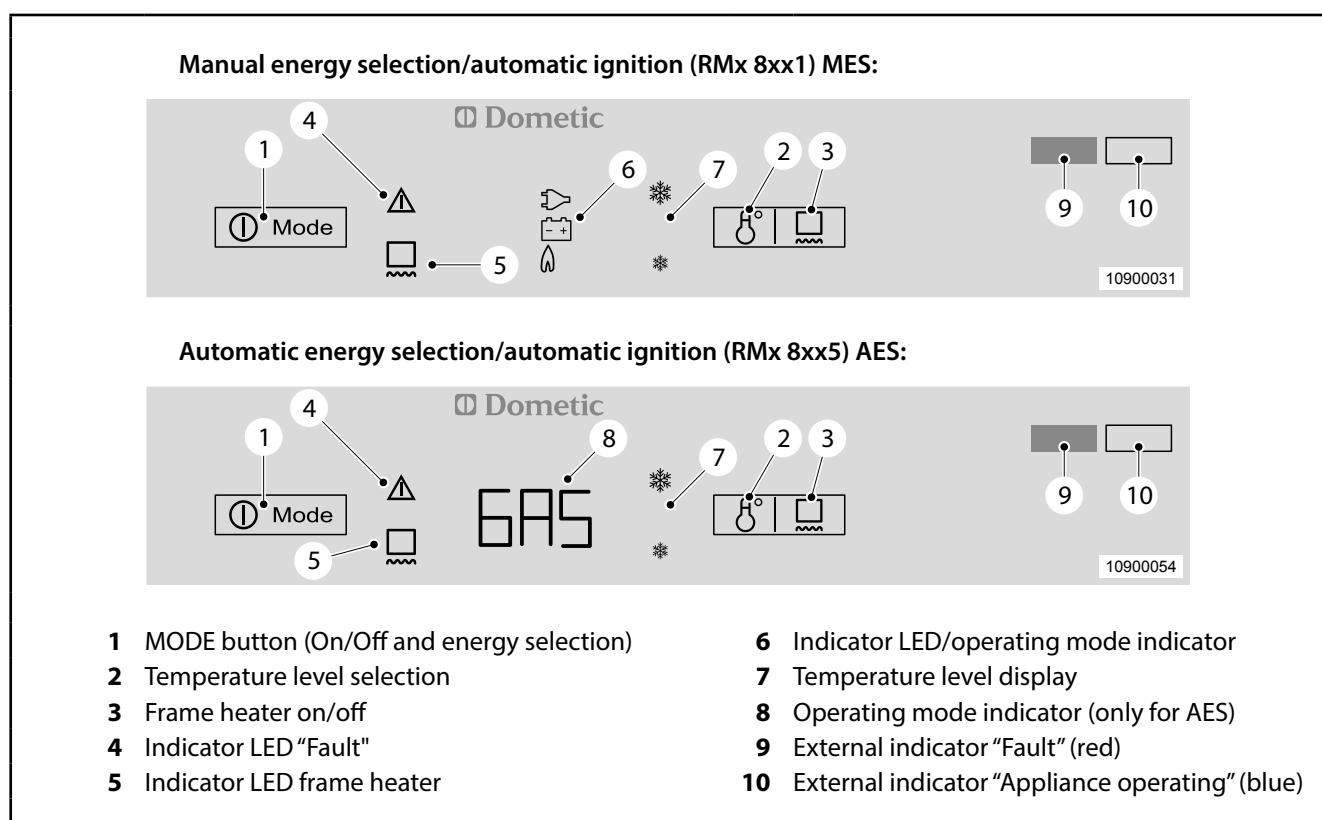 Manual energy selection/automatic ignition (RMx 8xx1) MES:
Dometic
4
1
6
7
2
3
Mode
- +
5
9
10
10900031
Automatic energy selection/automatic ignition (RMx 8xx5) AES:
Dometic
4
1
8
7
2
3
Mode
GAS
5
9
10
10900054
1 MODE button (On/Off and energy selection)
2 Temperature level selection
3 Frame heater on/off
4 Indicator LED “Fault"
5 Indicator LED frame heater
6 Indicator LED/operating mode indicator
7 Temperature level display
8 Operating mode indicator (only for AES)
9 External indicator “Fault” (red)
10 External indicator “Appliance operating” (blue)